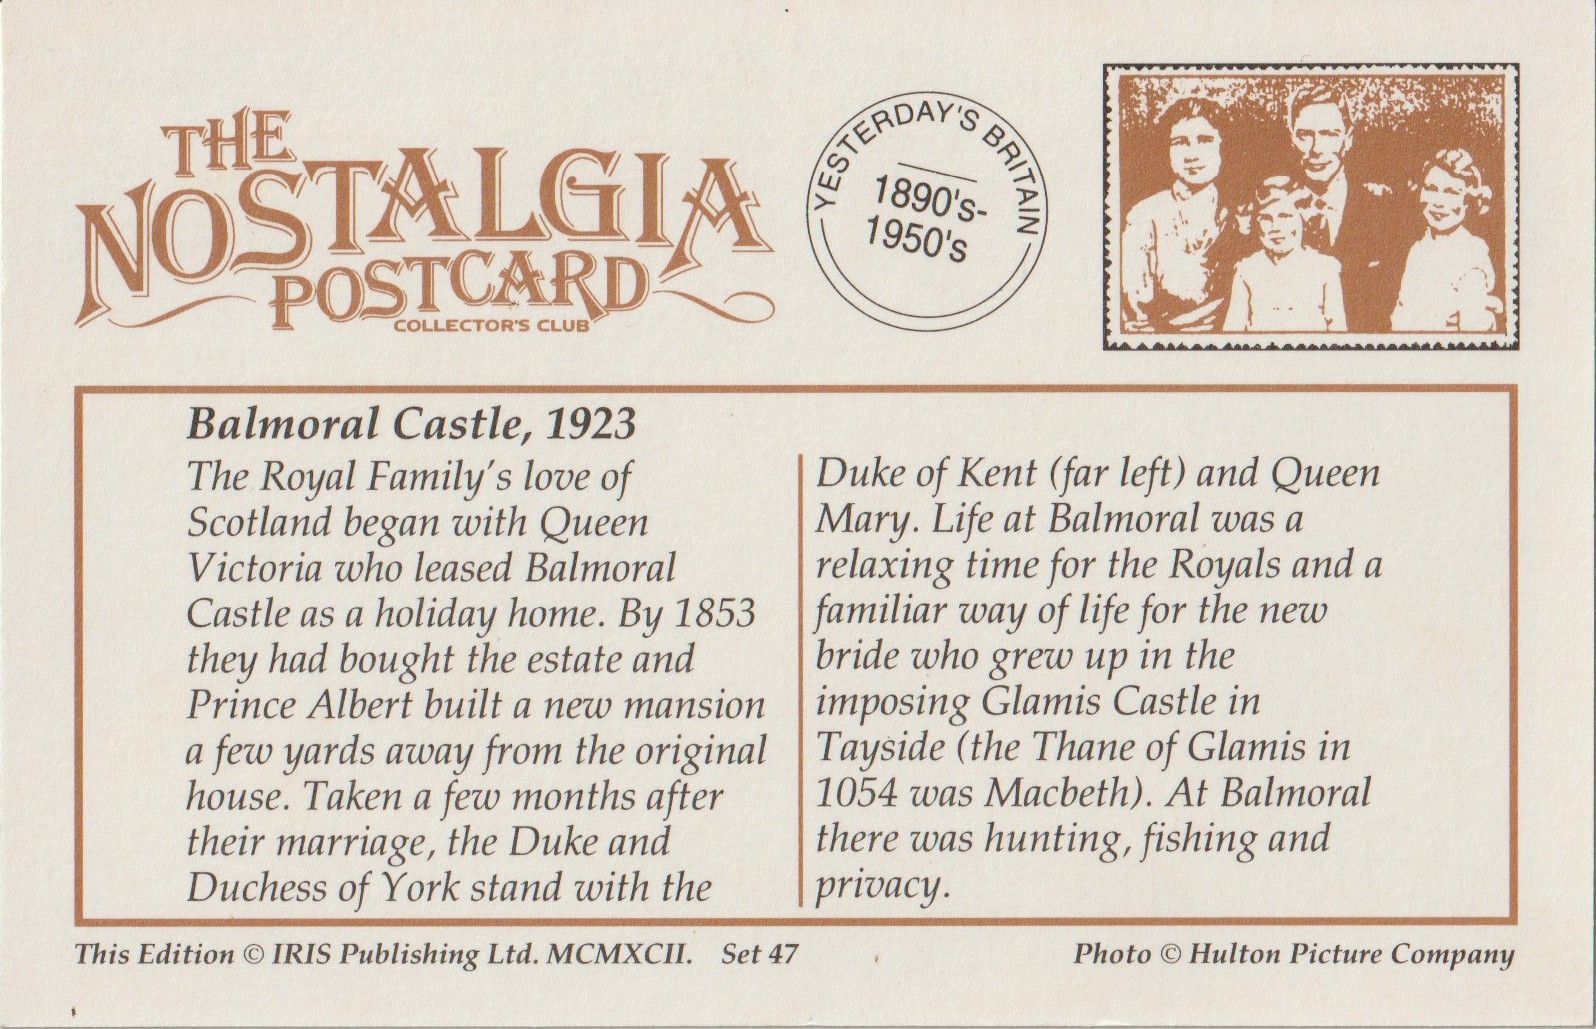 THE
NOSTALGIA
POSTCARD
COLLECTOR'S CLUB
YESTERDAY'S BRITAIN
1890's-
1950's
Balmoral Castle, 1923
The Royal Family's love of
Scotland began with Queen
Victoria who leased Balmoral
Castle as a holiday home. By 1853
they had bought the estate and
Prince Albert built a new mansion
a few yards away from the original
house. Taken a few months after
their marriage, the Duke and
Duchess of York stand with the
Duke of Kent (far left) and Queen
Mary. Life at Balmoral was a
relaxing time for the Royals and a
familiar way of life for the new
bride who grew up in the
imposing Glamis Castle in
Tayside (the Thane of Glamis in
1054 was Macbeth). At Balmoral
there was hunting, fishing and
privacy.
This Edition © IRIS Publishing Ltd. MCMXCII. Set 47
Photo © Hulton Picture Company